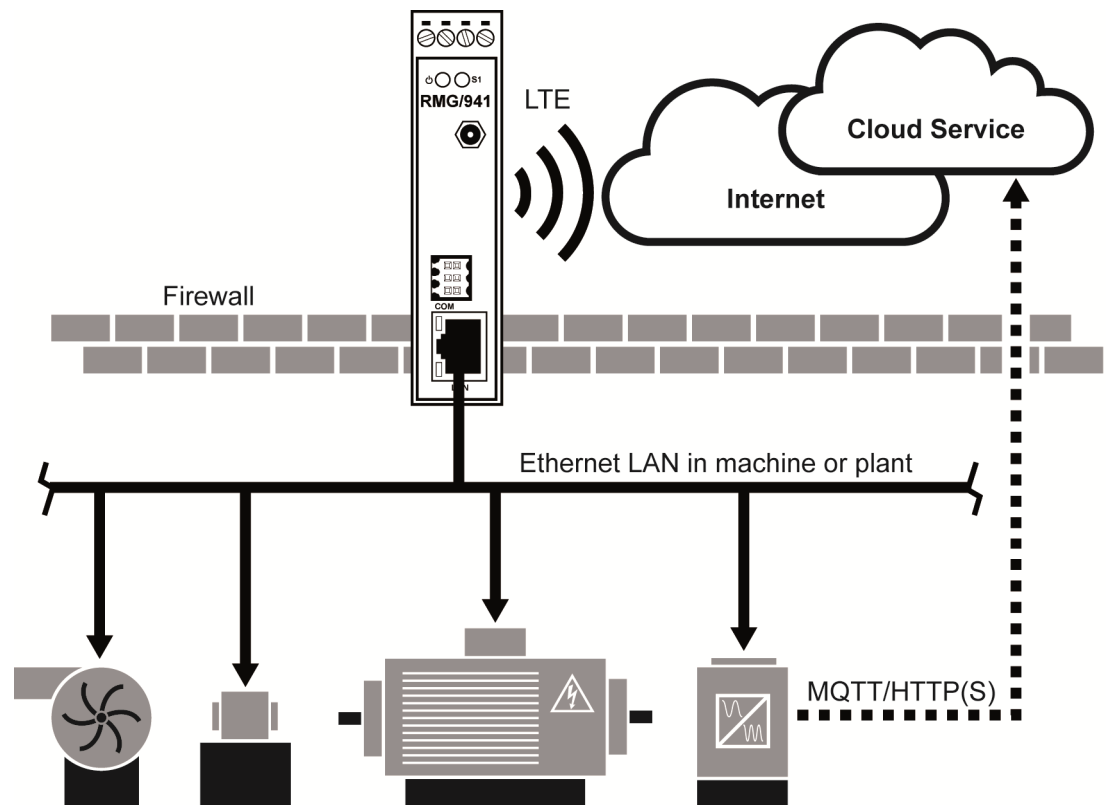 S1
RMG/941
LTE
Cloud Service
Internet
Firewall
COM
Ethernet LAN in machine or plant
MQTT/HTTP(S)